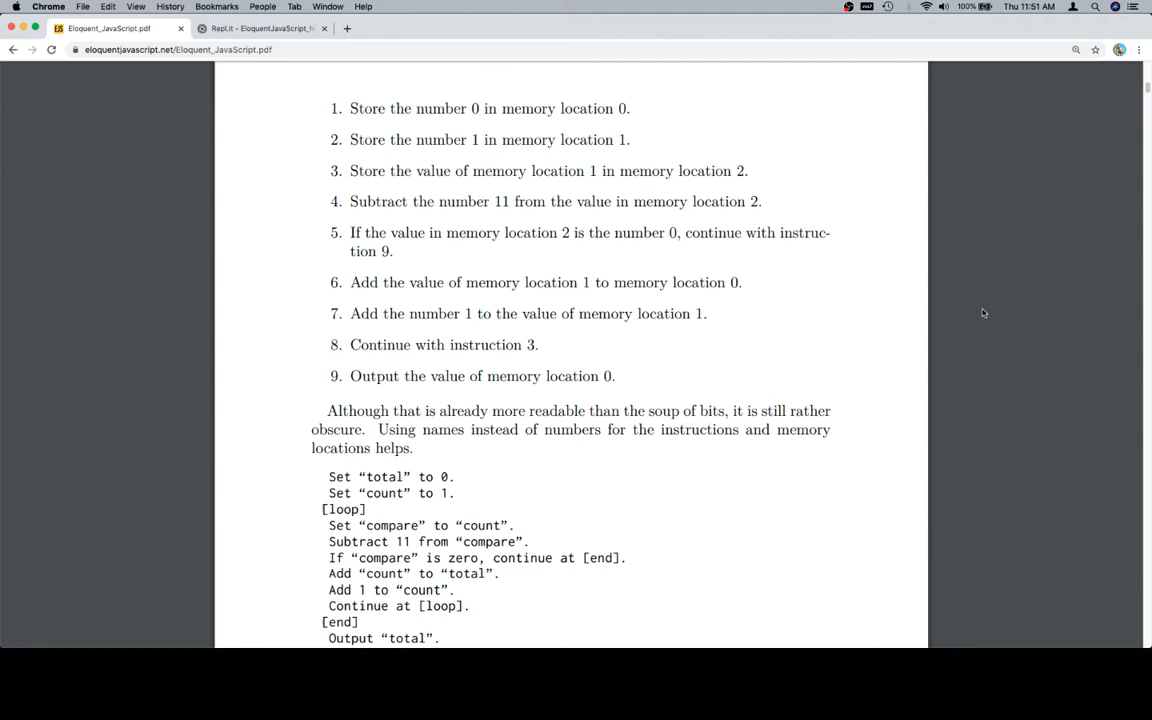 Chrome File Edit View History Bookmarks People Tab Window Help 100% Thu 11:51 AM
Eloquent_JavaScript.pdf Repl.it - EloquentJavaScript_N
eloquentjavascript.net/Eloquent_JavaScript.pdf
1. Store the number 0 in memory location 0.
2. Store the number 1 in memory location 1.
3. Store the value of memory location 1 in memory location 2.
4. Subtract the number 11 from the value in memory location 2.
5. If the value in memory location 2 is the number 0, continue with instruc-
tion 9.
6. Add the value of memory location 1 to memory location 0.
7. Add the number 1 to the value of memory location 1.
8. Continue with instruction 3.
9. Output the value of memory location 0.
Although that is already more readable than the soup of bits, it is still rather
obscure. Using names instead of numbers for the instructions and memory
locations helps.
Set “total” to 0.
Set “count” to 1.
[loop]
Set “compare” to “count”.
Subtract 11 from “compare”.
If “compare” is zero, continue at [end].
Add “count” to “total”.
Add 1 to “count”.
Continue at [loop].
[end]
Output “total”.